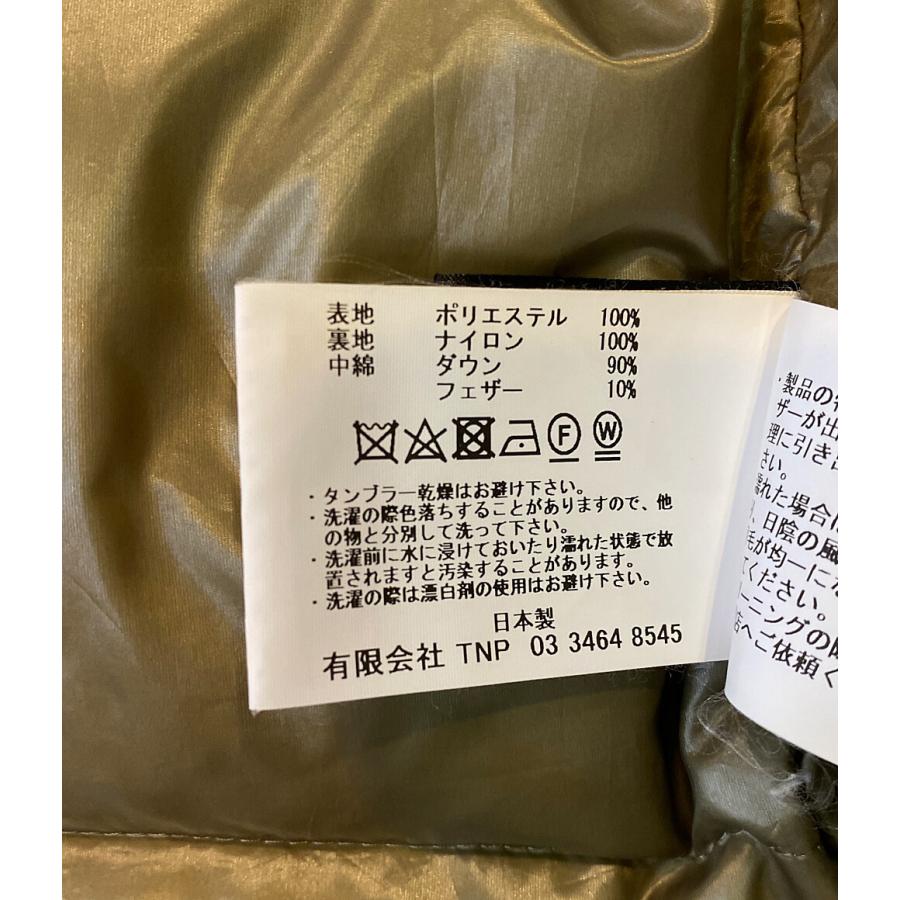 表地 ポリエステル 100%
裏地 ナイロン 100%
中綿 ダウン 90%
フェザー 10%
F W
・タンブラー乾燥はお避け下さい。
・洗濯の際色落ちすることがありますので、他
の物と分別して洗って下さい。
・洗濯前に水に浸けておいたり濡れた状態で放
置されますと汚染することがあります。
・洗濯の際は漂白剤の使用はお避け下さい。
日本製
有限会社 TNP 03 3464 8545
・製品の
ザーが出
理に引き
さい。
濡れた場合は
、日陰の風
毛が均一にな
てください。
リーニングの際
店へご依頼く